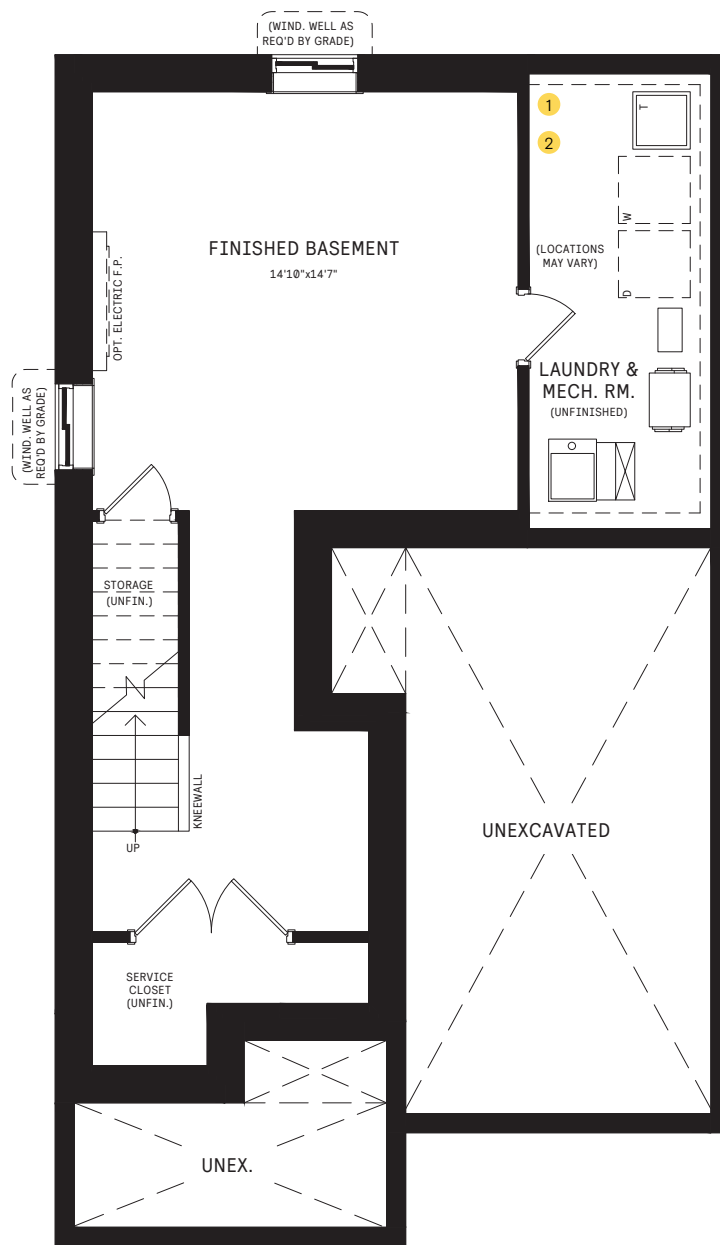 (WIND. WELL AS
REQ'D BY GRADE)
1
2
T
W
D
(LOCATIONS
MAY VARY)
FINISHED BASEMENT
14'10"x14'7"
OPT. ELECTRIC F.P.
(WIND. WELL AS
REQ'D BY GRADE)
LAUNDRY &
MECH. RM.
(UNFINISHED)
STORAGE
(UNFIN.)
KNEEWALL
UP
UNEXCAVATED
SERVICE
CLOSET
(UNFIN.)
UNEX.